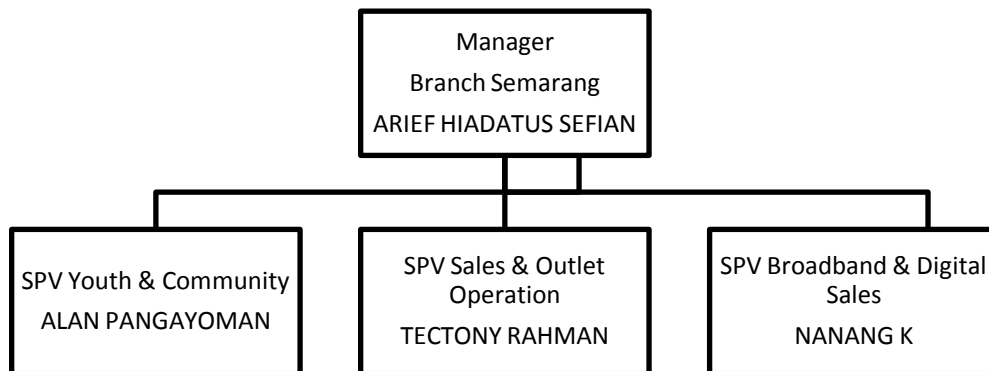 Manager
Branch Semarang
ARIEF HIADATUS SEFIAN
SPV Youth & Community
ALAN PANGAYOMAN
SPV Sales & Outlet
Operation
TECTONY RAHMAN
SPV Broadband & Digital
Sales
NANANG K